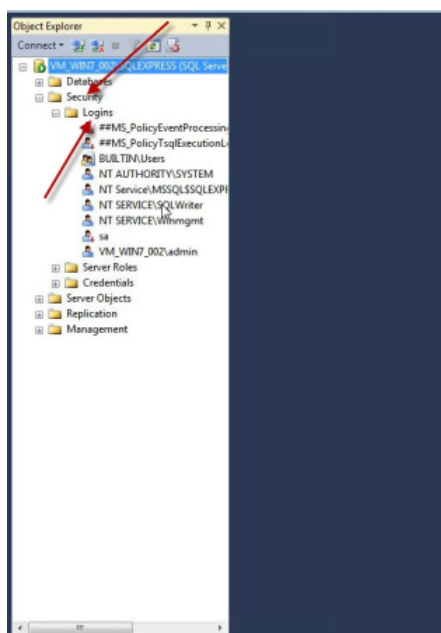 Object Explorer
Connect
VM_WIN7_002\SQLEXPRESS (SQL Serve
Databases
Security
Logins
##MS_PolicyEventProcessin
##MS_PolicyTsqlExecutionL
BUILTIN\Users
NT AUTHORITY\SYSTEM
NT Service\MSSQL$SQLEXPI
NT SERVICE\SQLWriter
NT SERVICE\Winmgmt
sa
VM_WIN7_002\admin
Server Roles
Credentials
Server Objects
Replication
Management